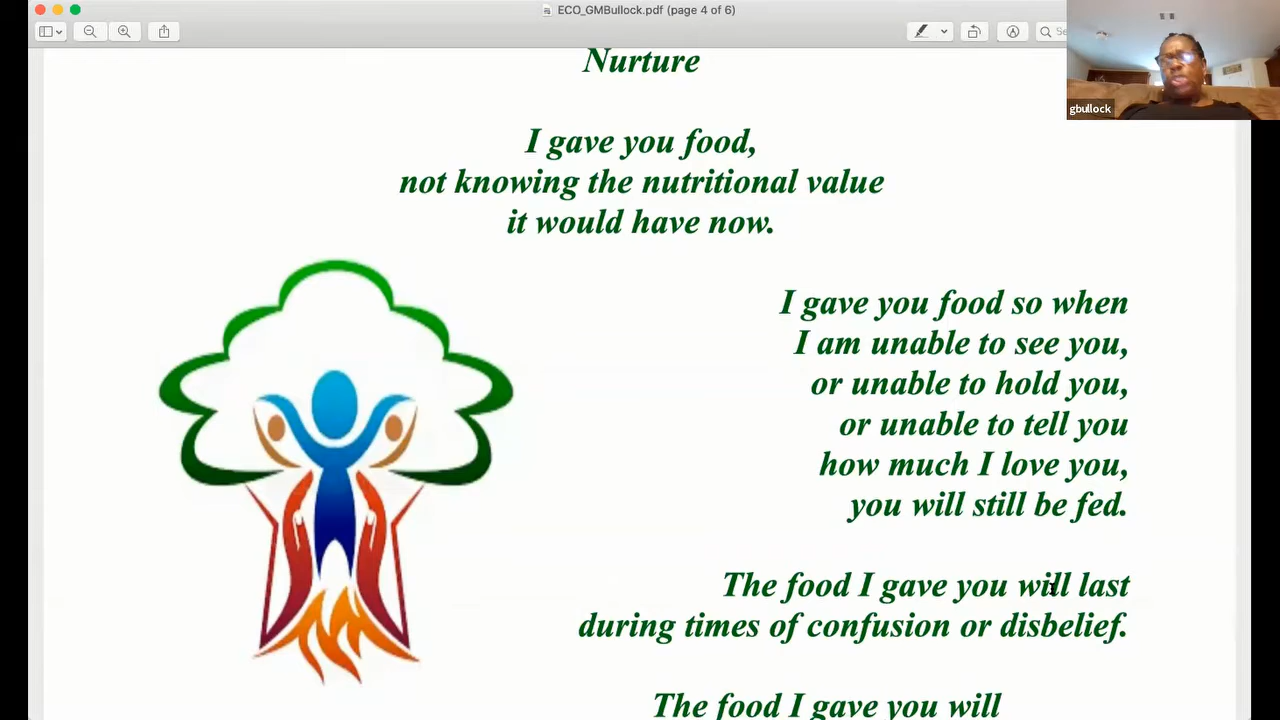 ECO_GMBullock.pdf (page 4 of 6)
gbullock
Nurture
I gave you food,
not knowing the nutritional value
it would have now.
I gave you food so when
I am unable to see you,
or unable to hold you,
or unable to tell you
how much I love you,
you will still be fed.
The food I gave you will last
during times of confusion or disbelief.
The food I gave you will